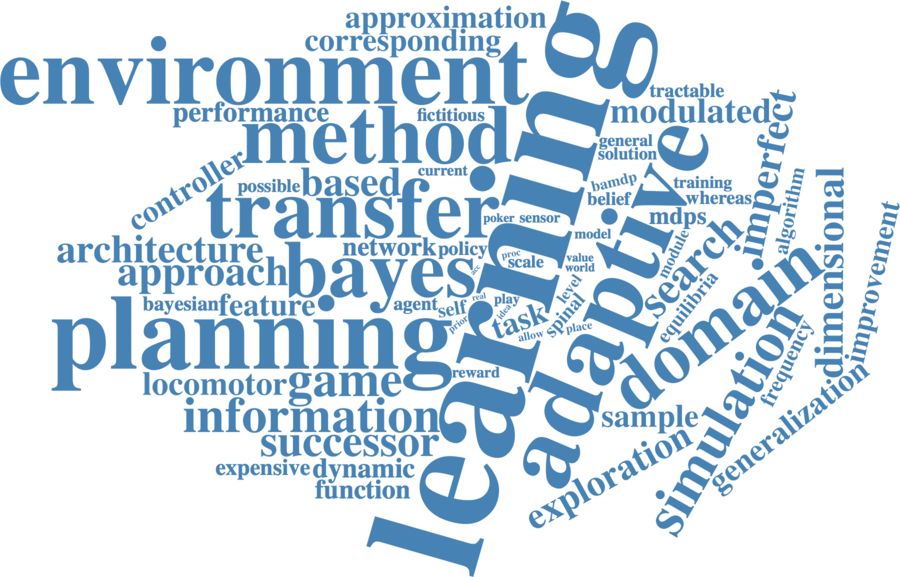 approximation
corresponding
environment
performance
fictitious
method
learning
tractable
modulated
general
solution
current
controller
possible
based
transfer
adaptive
imperfect
bamdp
belief
training
whereas
mdps
algorithm
dimensional
poker
sensor
model
architecture
network
policy
approach
bayes
proc
scale
acc
value
world
module
search
domain
improvement
bayesian
feature
agent
self
real
prior
idea
play
task
allow
level
spinal
place
equilibria
planning
reward
locomotor
game
information
successor
expensive
dynamic
function
sample
simulation
frequency
exploration
generalization